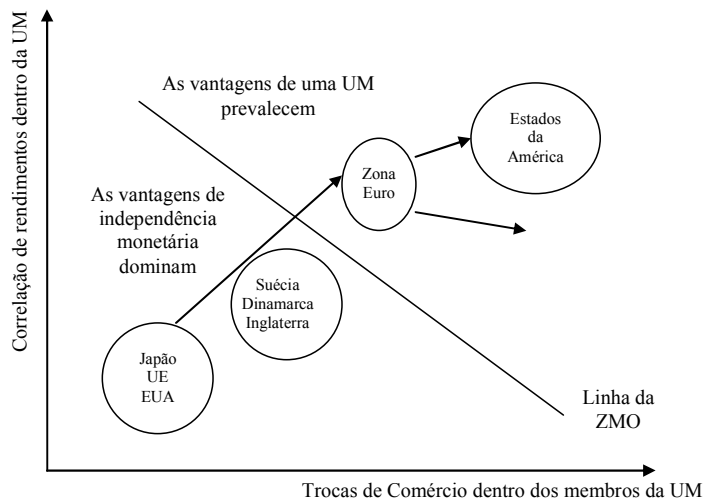 Correlação de rendimentos dentro da UM
As vantagens de uma UM
prevalecem
Estados
da
América
Zona
Euro
As vantagens de
independência
monetária
dominam
Suécia
Dinamarca
Inglaterra
Japão
UE
EUA
Linha da
ZMO
Trocas de Comércio dentro dos membros da UM